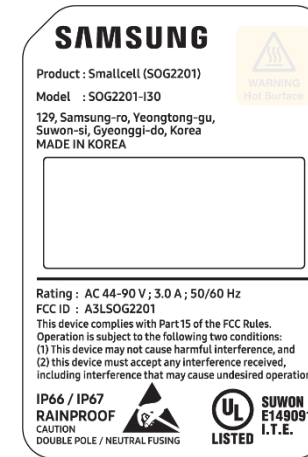 SAMSUNG
WARNING
Hot Surface
Product : Smallcell (SOG2201)
Model : SOG2201-I30
129, Samsung-ro, Yeongtong-gu,
Suwon-si, Gyeonggi-do, Korea
MADE IN KOREA
Rating : AC 44-90 V ; 3.0 A ; 50/60 Hz
FCC ID : A3LSOG2201
This device complies with Part 15 of the FCC Rules.
Operation is subject to the following two conditions:
(1) This device may not cause harmful interference, and
(2) this device must accept any interference received,
including interference that may cause undesired operation
IP66 / IP67
RAINPROOF
CAUTION
DOUBLE POLE / NEUTRAL FUSING
UL
LISTED
SUWON
E149091
I.T.E.